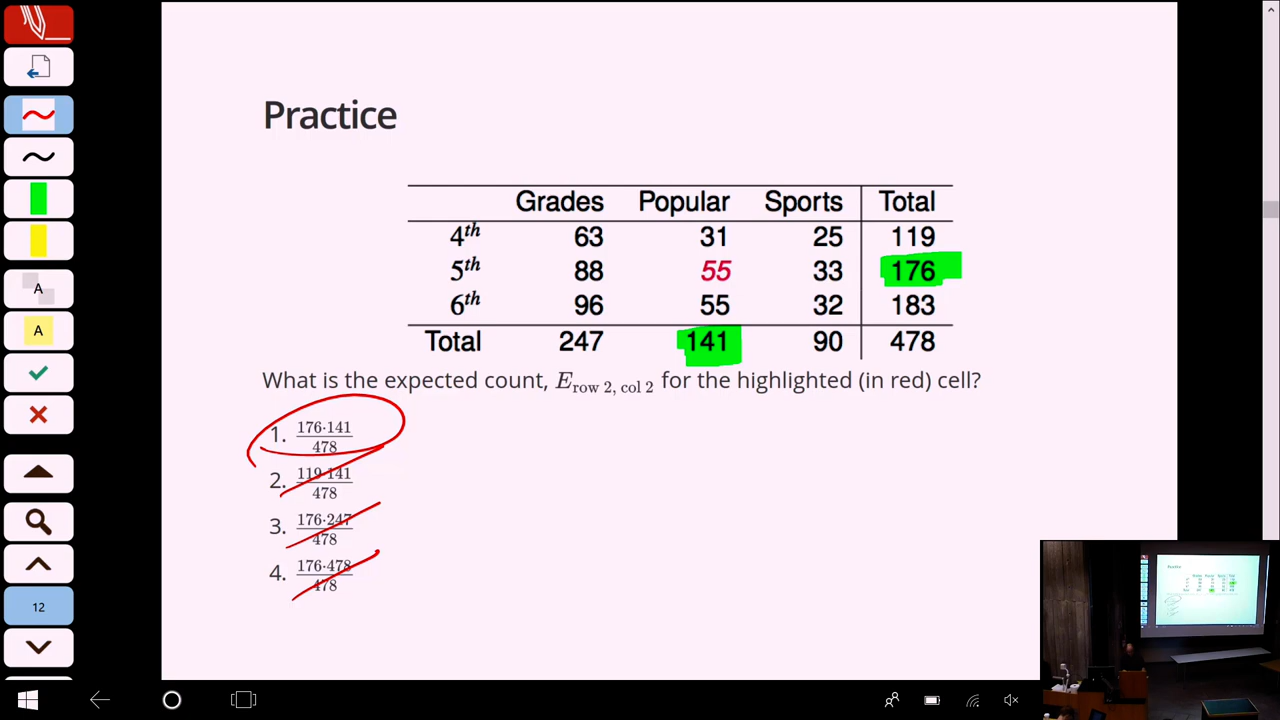 Practice
Grades Popular Sports Total
4th 63 31 25 119
5th 88 55 33 176
6th 96 55 32 183
Total 247 141 90 478
What is the expected count, E row 2, col 2 for the highlighted (in red) cell?
1. 176·141
478
2. 119·141
478
3. 176·247
478
4. 176·478
478
A
A
12